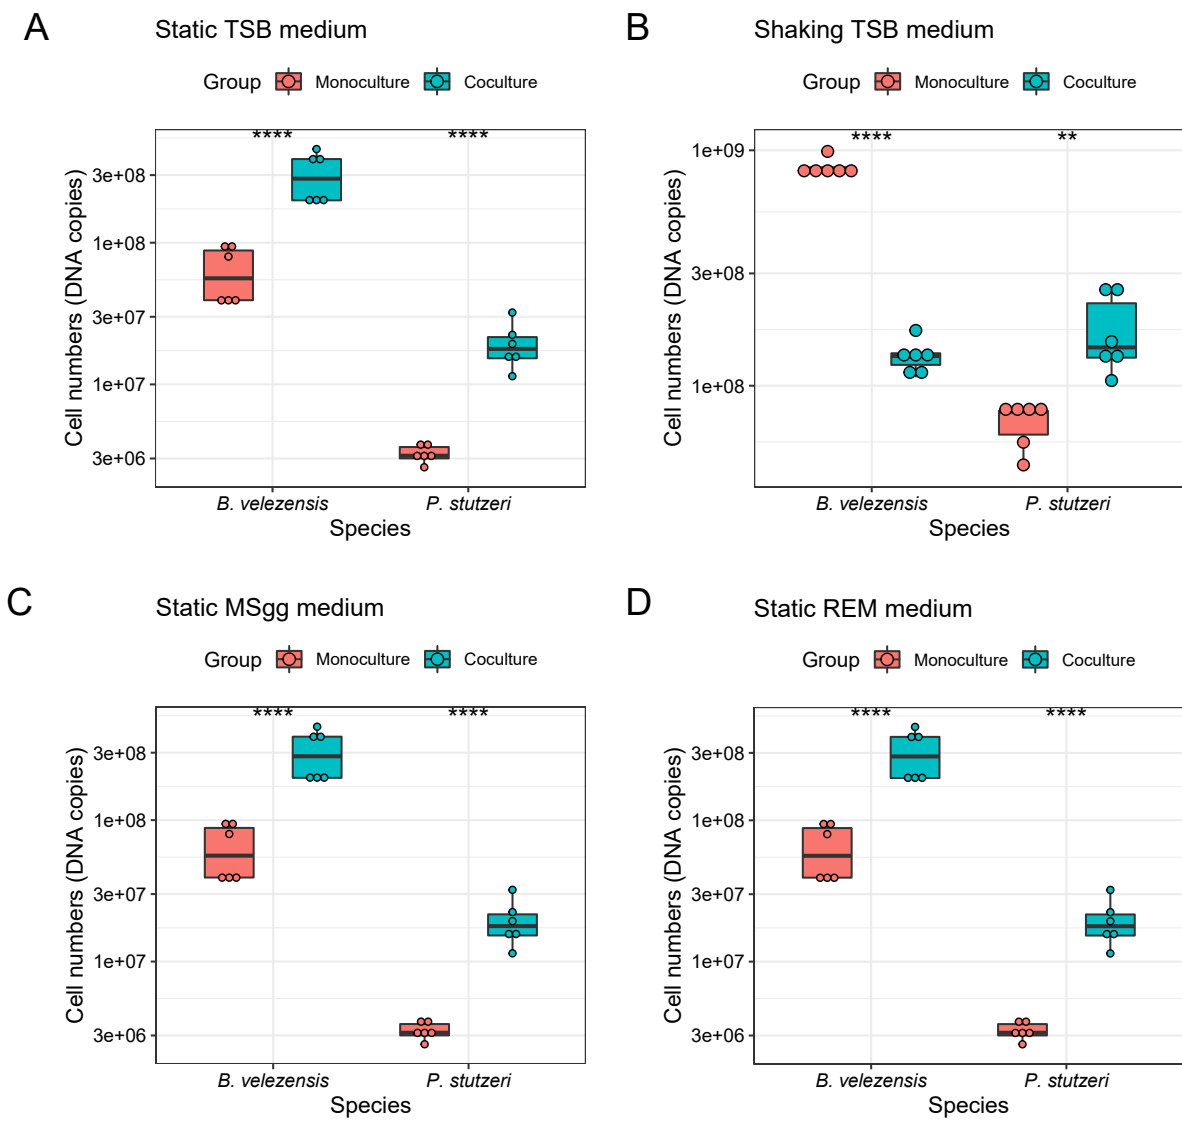 A
Static TSB medium
Group Monoculture Coculture
**** ****
3e+08
1e+08
3e+07
1e+07
3e+06
Cell numbers (DNA copies)
B. velezensis P. stutzeri
Species
B
Shaking TSB medium
Group Monoculture Coculture
**** **
1e+09
3e+08
1e+08
Cell numbers (DNA copies)
B. velezensis P. stutzeri
Species
C
Static MSgg medium
Group Monoculture Coculture
**** ****
3e+08
1e+08
3e+07
1e+07
3e+06
Cell numbers (DNA copies)
B. velezensis P. stutzeri
Species
D
Static REM medium
Group Monoculture Coculture
**** ****
3e+08
1e+08
3e+07
1e+07
3e+06
Cell numbers (DNA copies)
B. velezensis P. stutzeri
Species